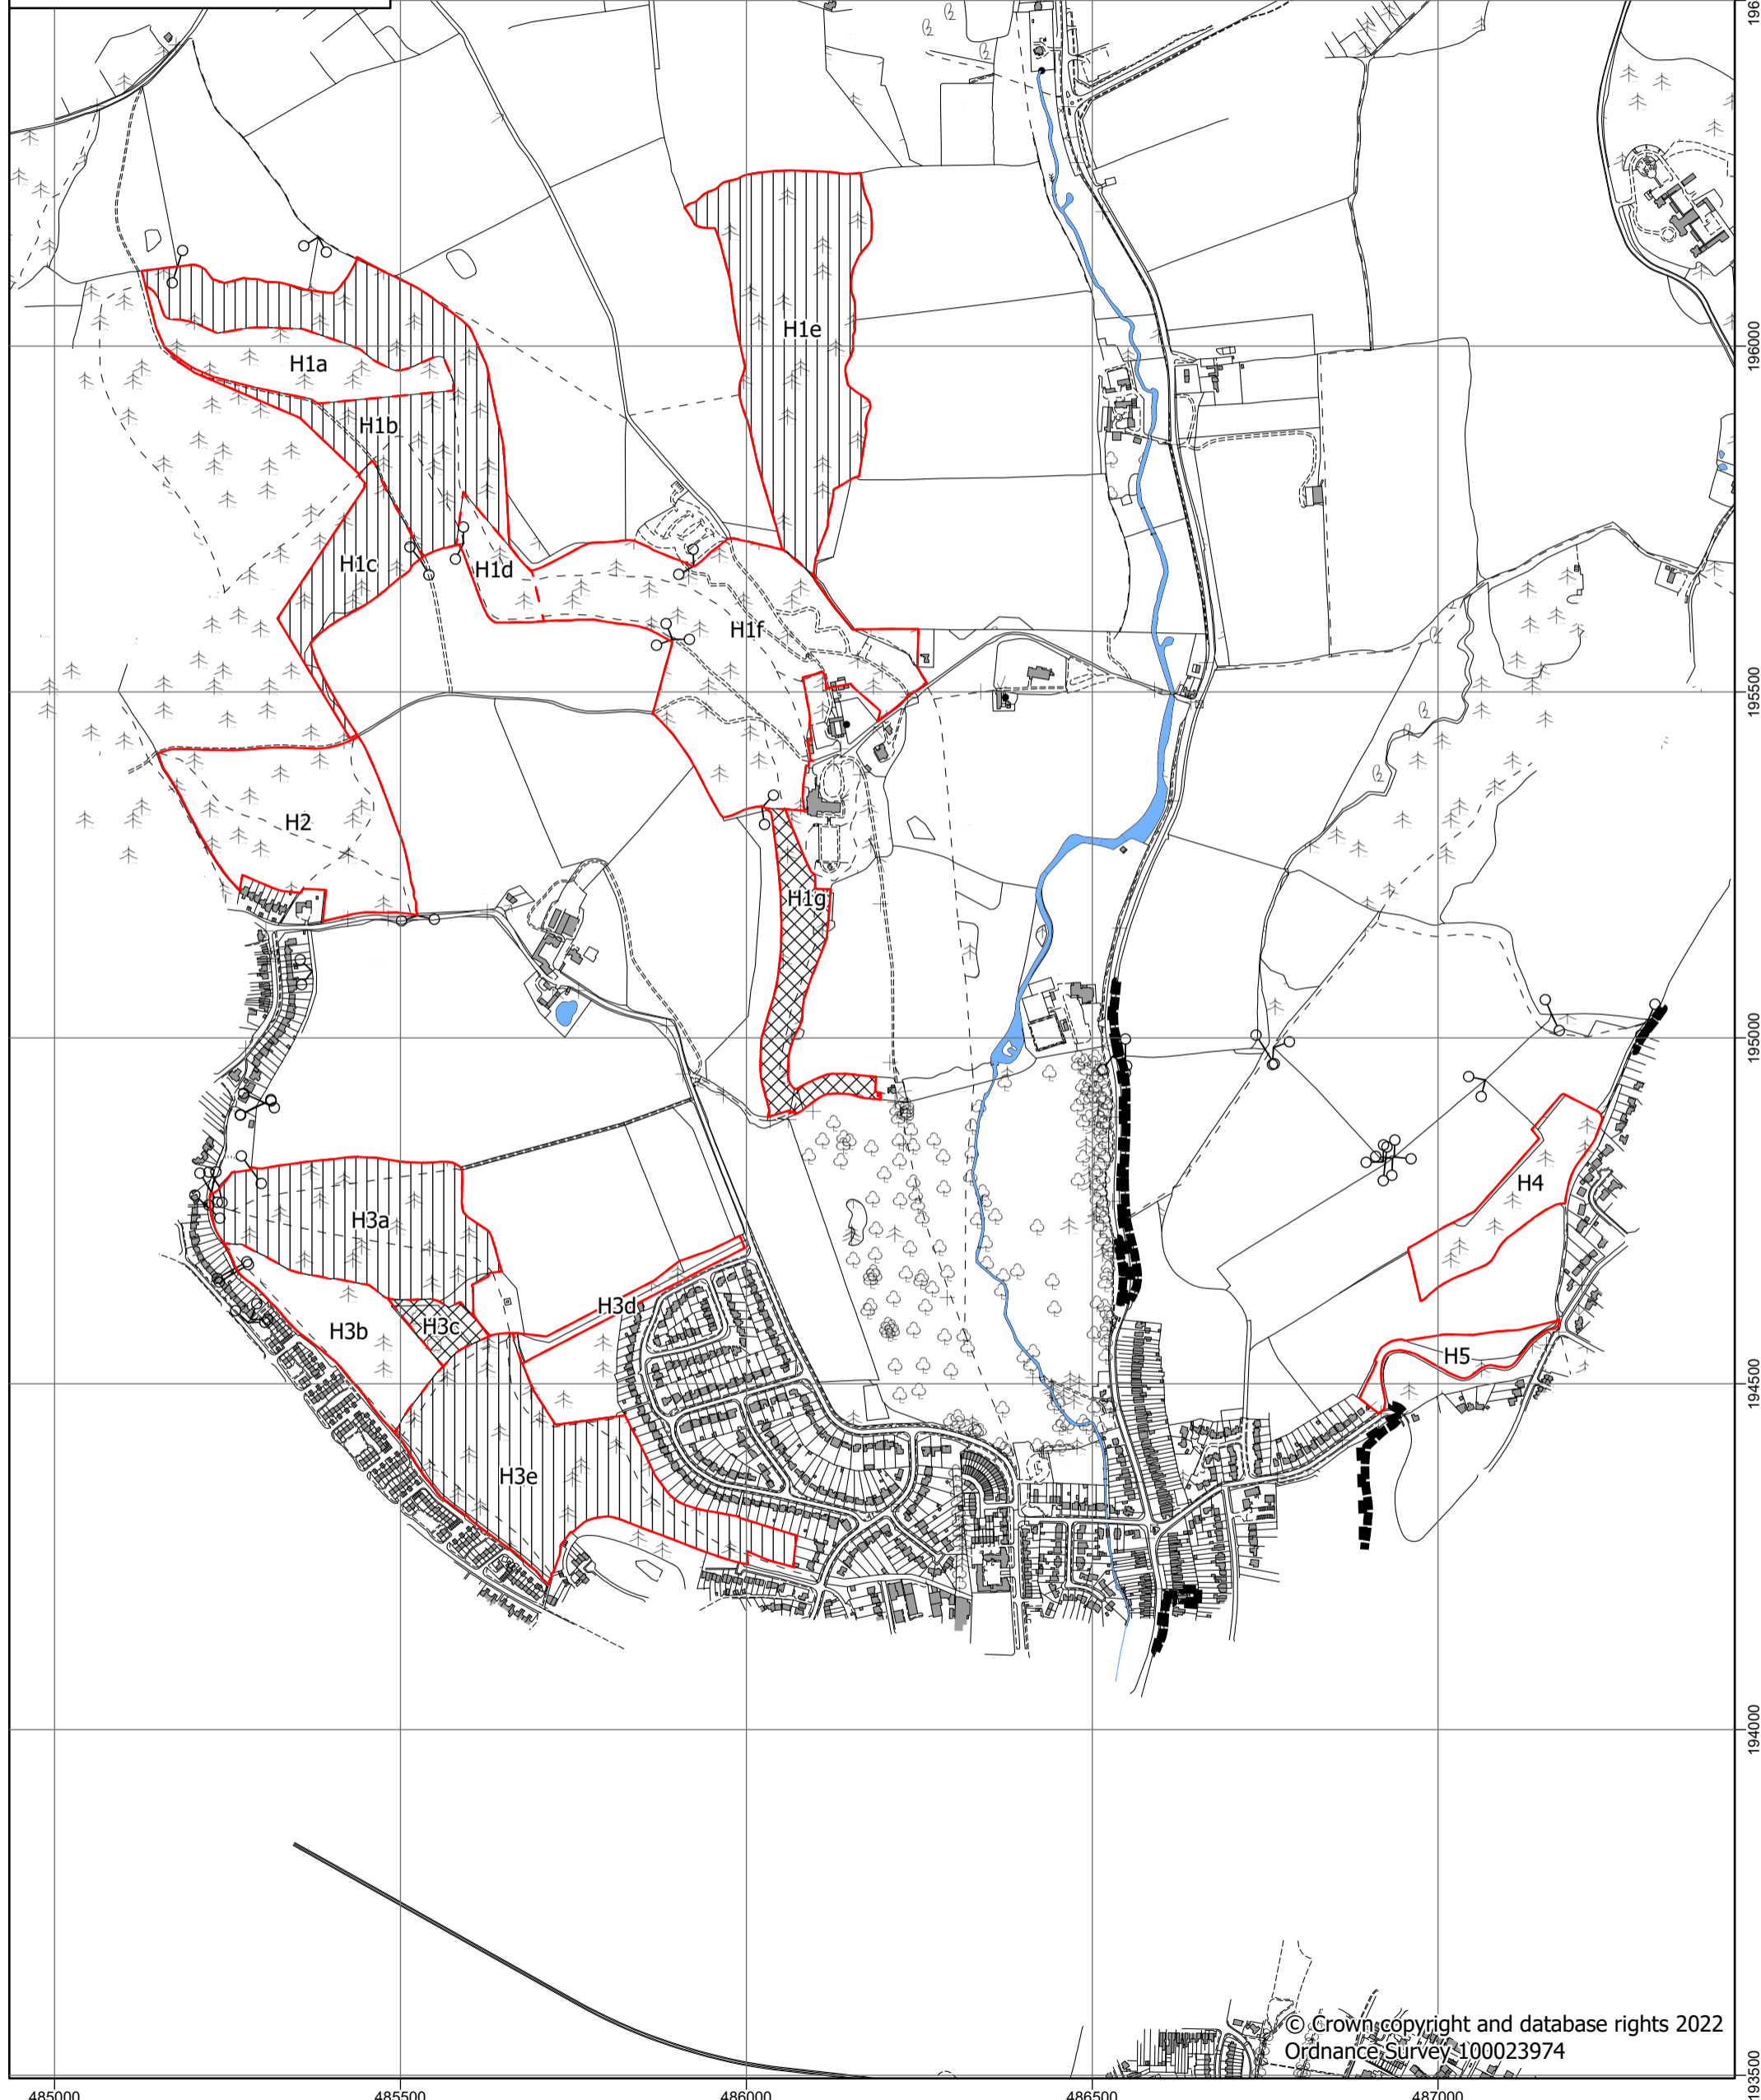 H1e
H1a
H1b
H1c
H1d
H1f
H2
H1g
H4
H3a
H3d
H3c
H3b
H5
H3e
196000
195500
195000
194500
194000
193500
© Crown copyright and database rights 2022
Ordnance Survey 100023974
485000 485500 486000 486500 487000